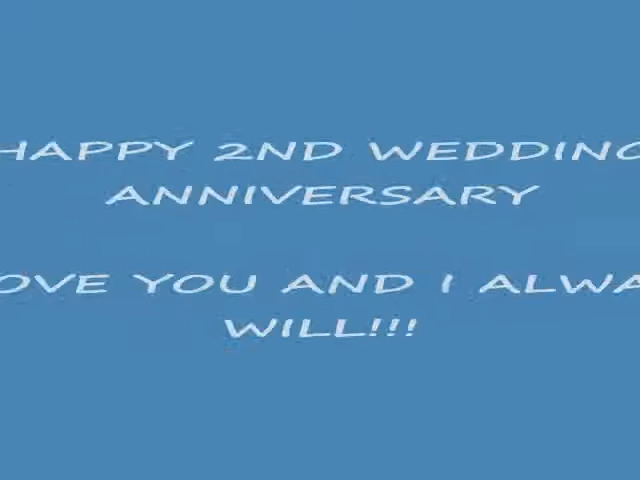 HAPPY 2ND WEDDING
ANNIVERSARY
OVE YOU AND I ALWA
WILL!!!